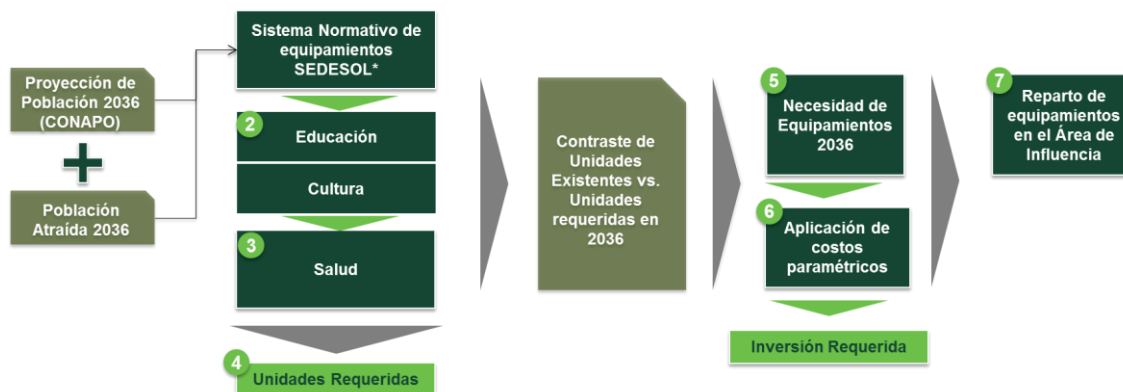 Proyección de
Población 2036
(CONAPO)
Población
Atraída 2036
Sistema Normativo de
equipamientos
SEDESOL*
2
Educación
Cultura
3
Salud
4
Unidades Requeridas
Contraste de
Unidades
Existentes vs.
Unidades
requeridas en
2036
5
Necesidad de
Equipamientos
2036
6
Aplicación de
costos
paramétricos
Inversión Requerida
7
Reparto de
equipamientos
en el Área de
Influencia